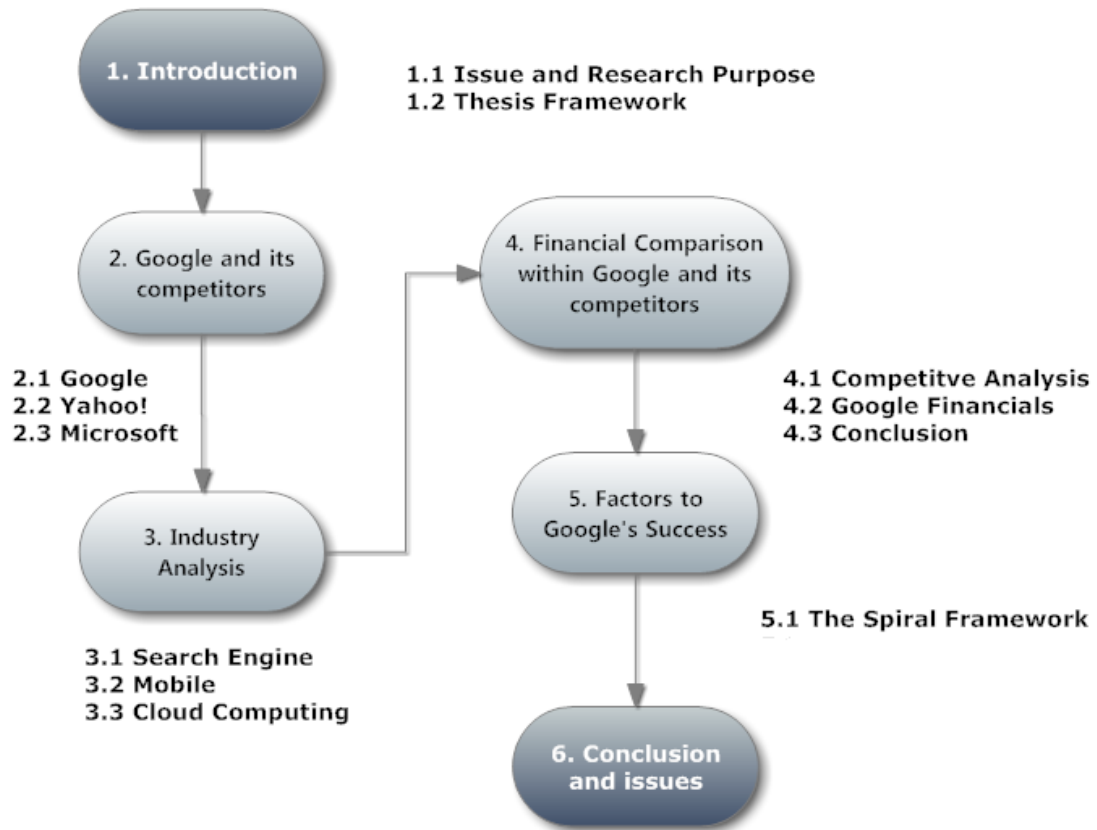 1. Introduction
1.1 Issue and Research Purpose
1.2 Thesis Framework
2. Google and its
competitors
2.1 Google
2.2 Yahoo!
2.3 Microsoft
3. Industry
Analysis
3.1 Search Engine
3.2 Mobile
3.3 Cloud Computing
4. Financial Comparison
within Google and its
competitors
4.1 Competitve Analysis
4.2 Google Financials
4.3 Conclusion
5. Factors to
Google's Success
5.1 The Spiral Framework
6. Conclusion
and issues